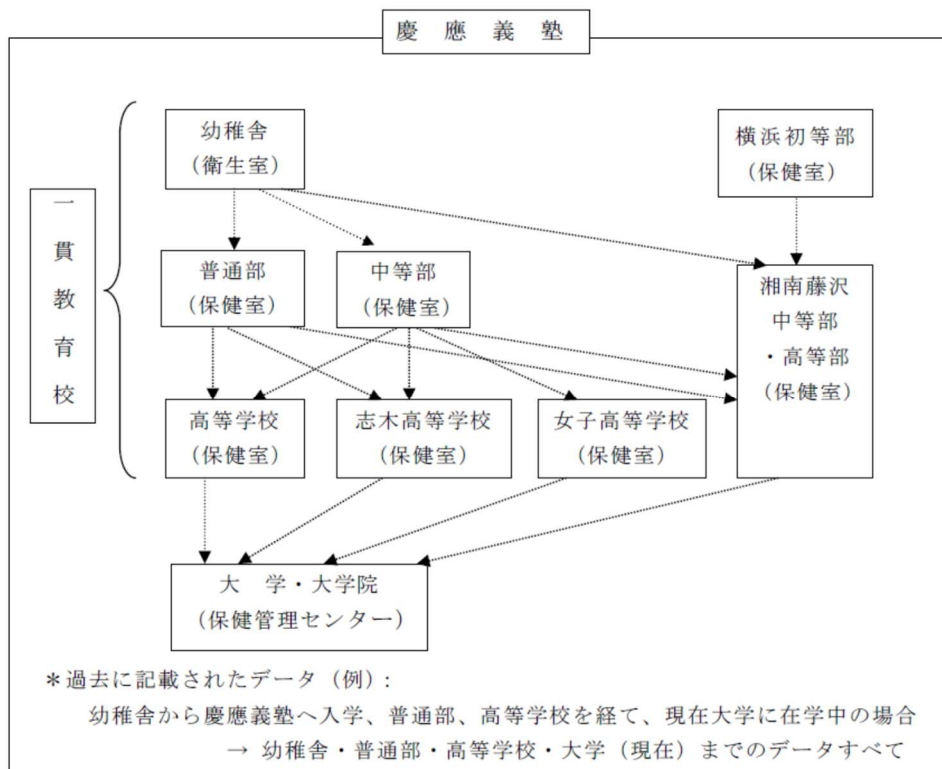 慶應義塾
幼稚舎
（衛生室）
横浜初等部
（保健室）
一貫教育校
普通部
（保健室）
中等部
（保健室）
湘南藤沢
中等部
・高等部
（保健室）
高等学校
（保健室）
志木高等学校
（保健室）
女子高等学校
（保健室）
大　学・大学院
（保健管理センター）
＊過去に記載されたデータ（例）:
幼稚舎から慶應義塾へ入学、普通部、高等学校を経て、現在大学に在学中の場合
→ 幼稚舎・普通部・高等学校・大学（現在）までのデータすべて